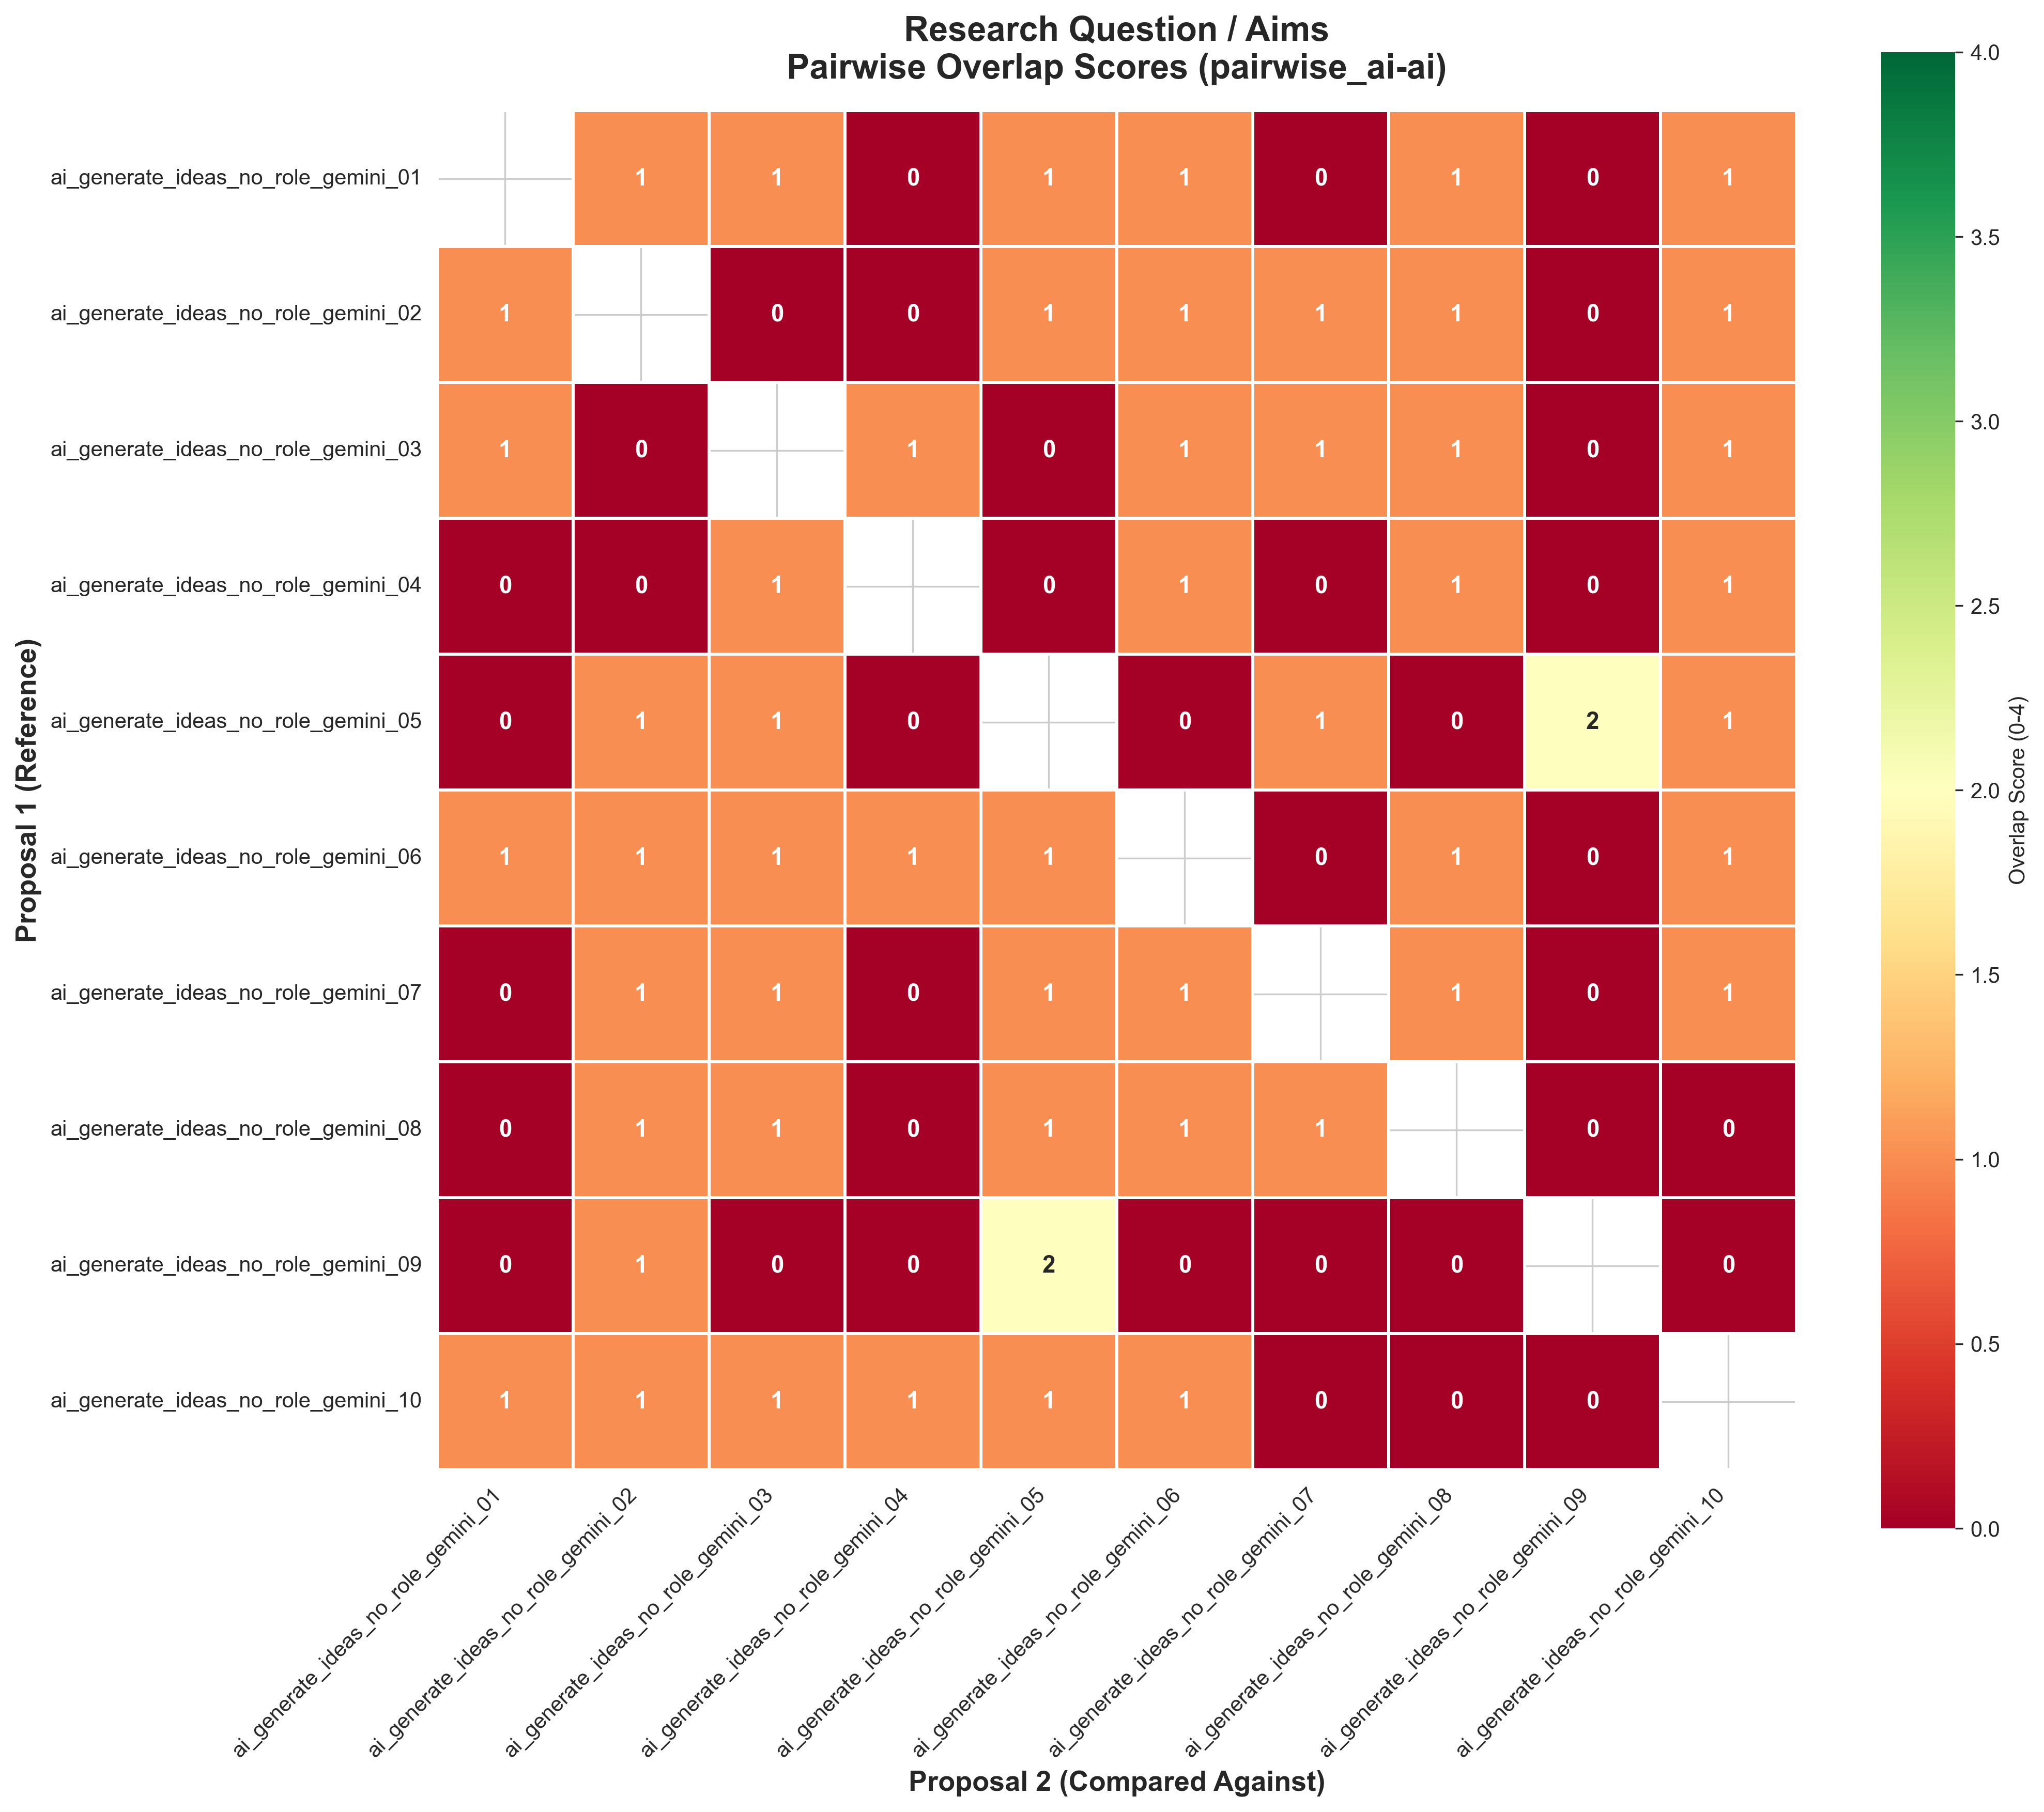 Research Question / Aims
Pairwise Overlap Scores (pairwise_ai-ai)
Proposal 1 (Reference)
ai_generate_ideas_no_role_gemini_01 1 1 0 1 1 0 1 0 1
ai_generate_ideas_no_role_gemini_02 1 0 0 1 1 1 1 0 1
ai_generate_ideas_no_role_gemini_03 1 0 1 0 1 1 1 0 1
ai_generate_ideas_no_role_gemini_04 0 0 1 0 1 0 1 0 1
ai_generate_ideas_no_role_gemini_05 0 1 1 0 0 1 0 2 1
ai_generate_ideas_no_role_gemini_06 1 1 1 1 1 0 1 0 1
ai_generate_ideas_no_role_gemini_07 0 1 1 0 1 1 1 0 1
ai_generate_ideas_no_role_gemini_08 0 1 1 0 1 1 1 0 0
ai_generate_ideas_no_role_gemini_09 0 1 0 0 2 0 0 0 0
ai_generate_ideas_no_role_gemini_10 1 1 1 1 1 1 0 0 0
ai_generate_ideas_no_role_gemini_01
ai_generate_ideas_no_role_gemini_02
ai_generate_ideas_no_role_gemini_03
ai_generate_ideas_no_role_gemini_04
ai_generate_ideas_no_role_gemini_05
ai_generate_ideas_no_role_gemini_06
ai_generate_ideas_no_role_gemini_07
ai_generate_ideas_no_role_gemini_08
ai_generate_ideas_no_role_gemini_09
ai_generate_ideas_no_role_gemini_10
Proposal 2 (Compared Against)
4.0
3.5
3.0
2.5
2.0
1.5
1.0
0.5
0.0
Overlap Score (0-4)